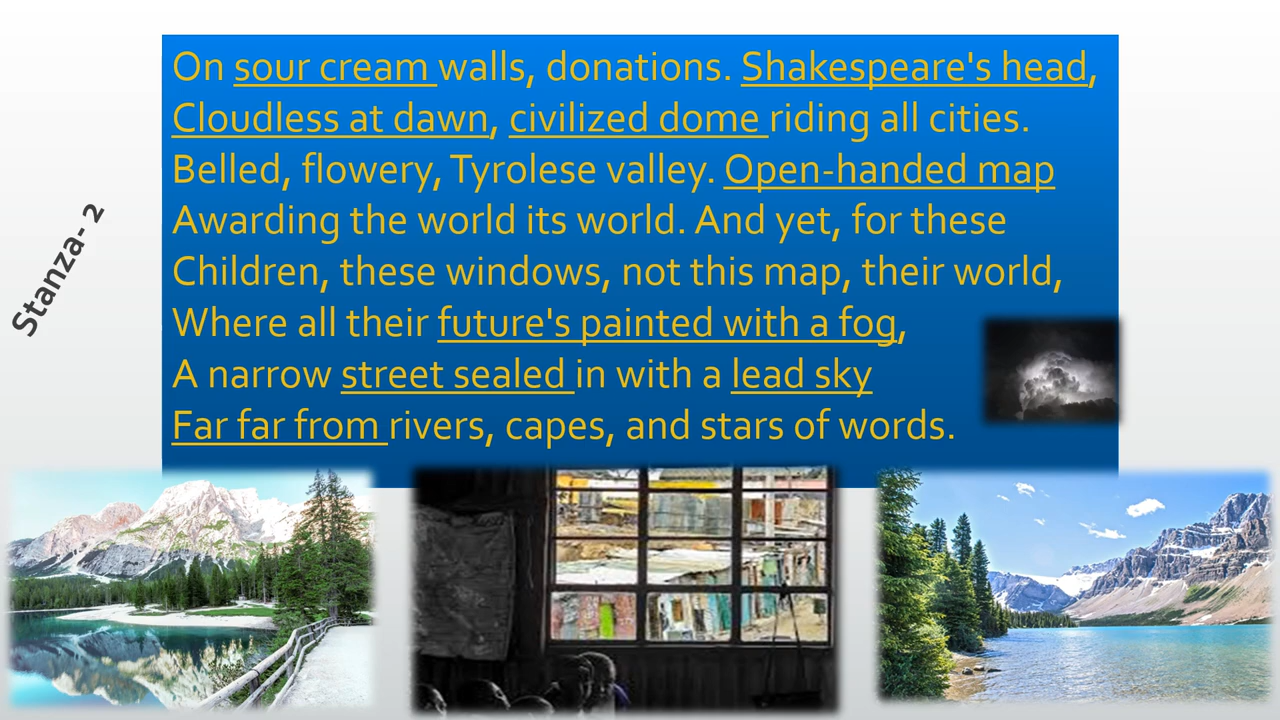 Stanza- 2
On sour cream walls, donations. Shakespeare's head,
Cloudless at dawn, civilized dome riding all cities.
Belled, flowery, Tyrolese valley. Open-handed map
Awarding the world its world. And yet, for these
Children, these windows, not this map, their world,
Where all their future's painted with a fog,
A narrow street sealed in with a lead sky
Far far from rivers, capes, and stars of words.